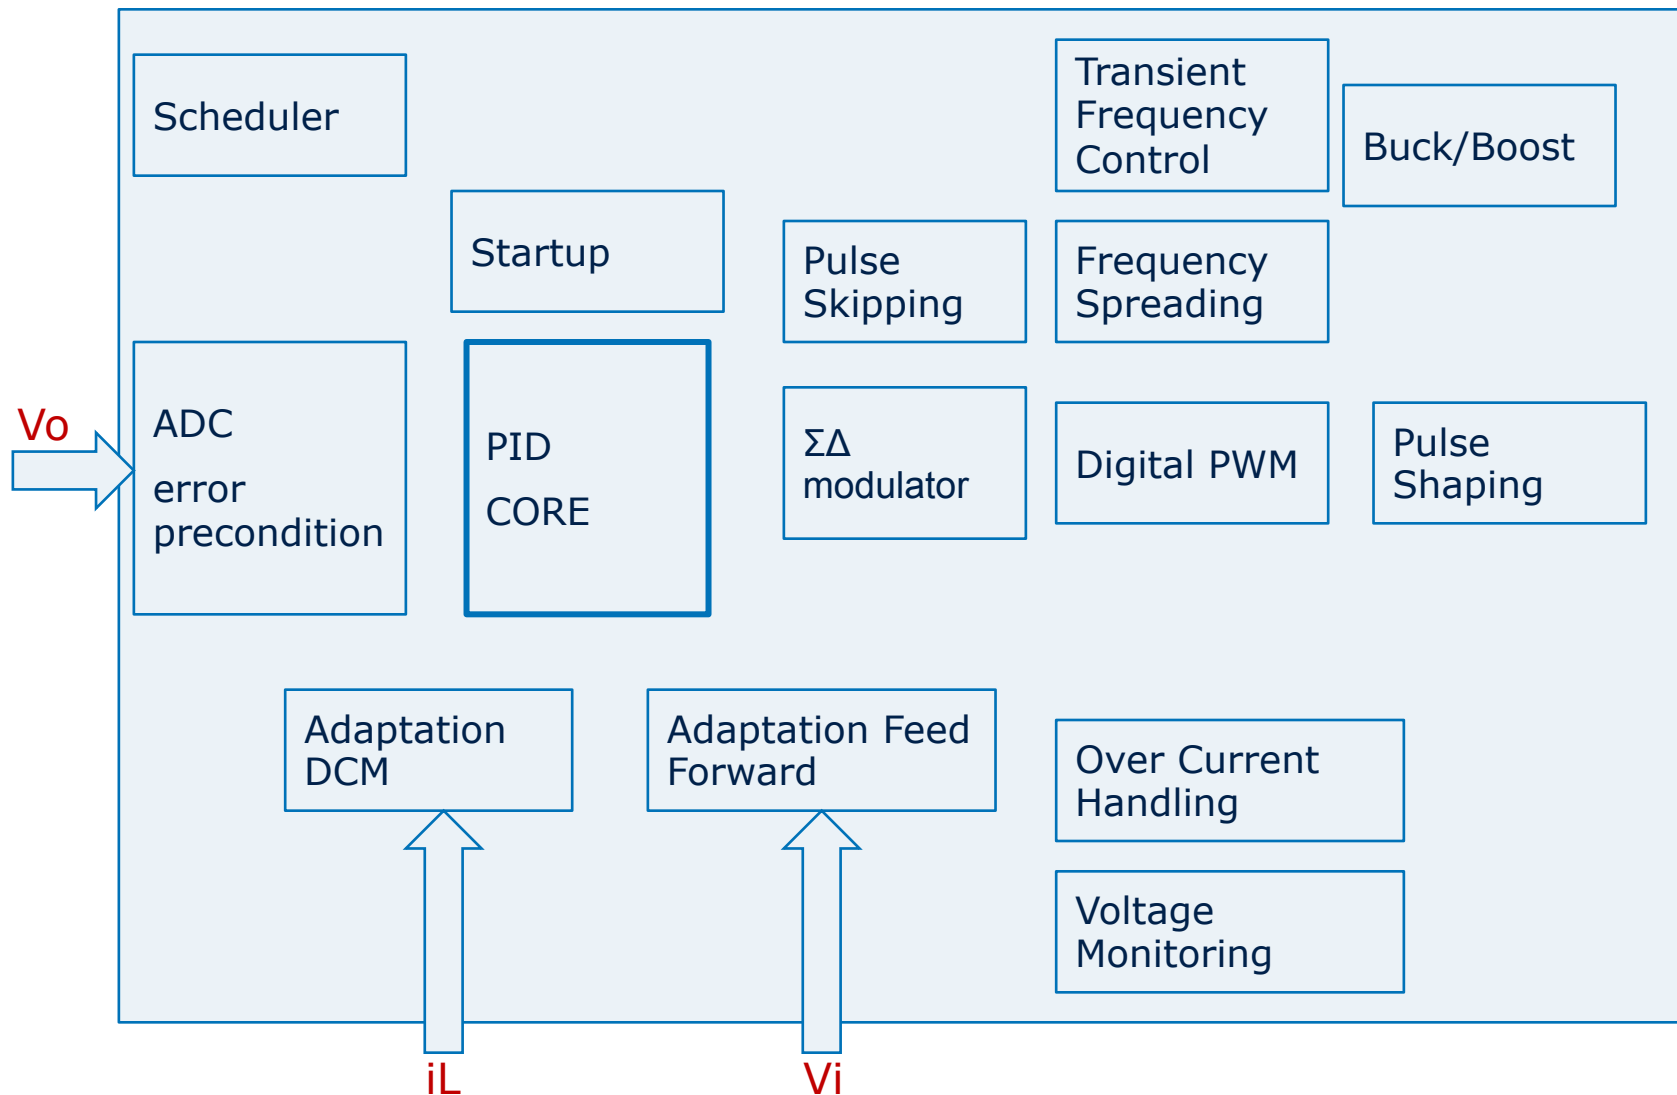 Scheduler
Transient
Frequency
Control
Buck/Boost
Startup
Pulse
Skipping
Frequency
Spreading
Vo
ADC
error
precondition
PID
CORE
ΣΔ
modulator
Digital PWM
Pulse
Shaping
Adaptation
DCM
Adaptation Feed
Forward
Over Current
Handling
Voltage
Monitoring
iL
Vi